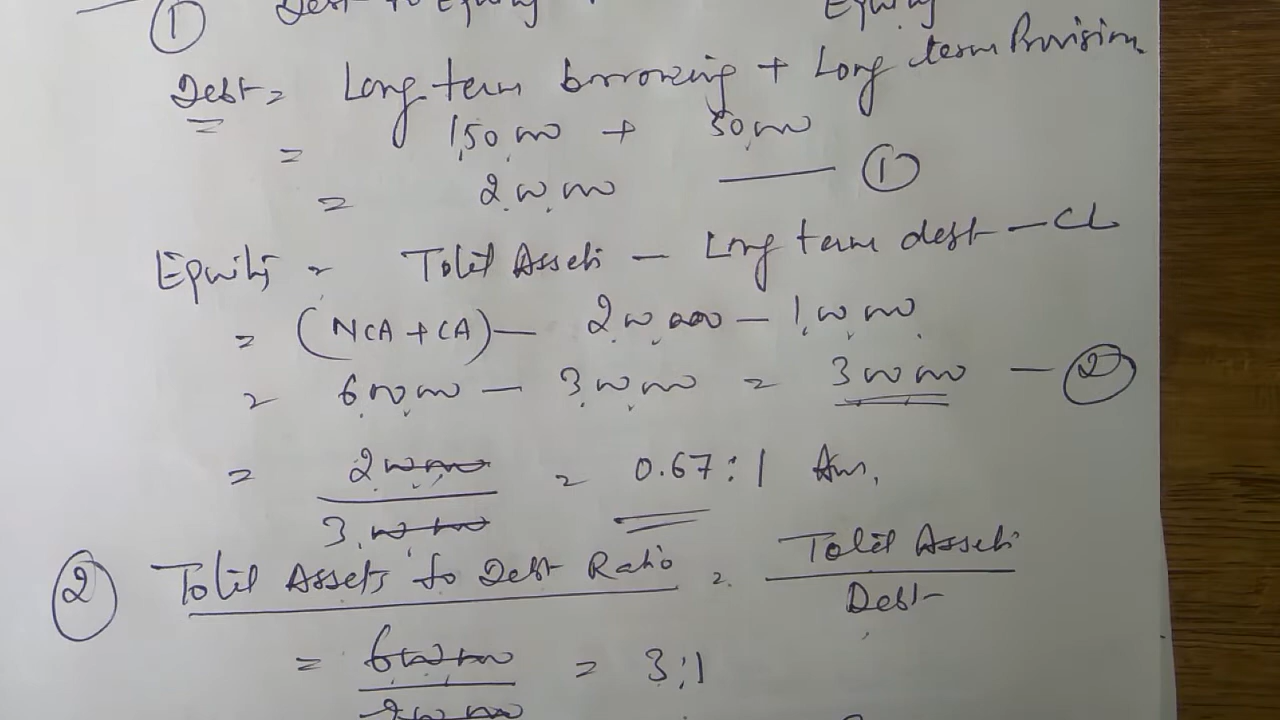 ① Debt to Equity = Equity
Debt = Long term borrowing + Long term Provision
= 1,50,000 + 50,000
= 2,00,000 — ①
Equity = Total Assets - Long term debt - CL
= (NCA + CA) - 2,00,000 - 1,00,000
= 6,00,000 - 3,00,000 = 3,00,000 - ②
= 2,00,000 / 3,00,000 = 0.67 : 1 Ans.
② Total Assets to Debt Ratio = Total Assets / Debt
= 6,00,000 / 2,00,000 = 3:1